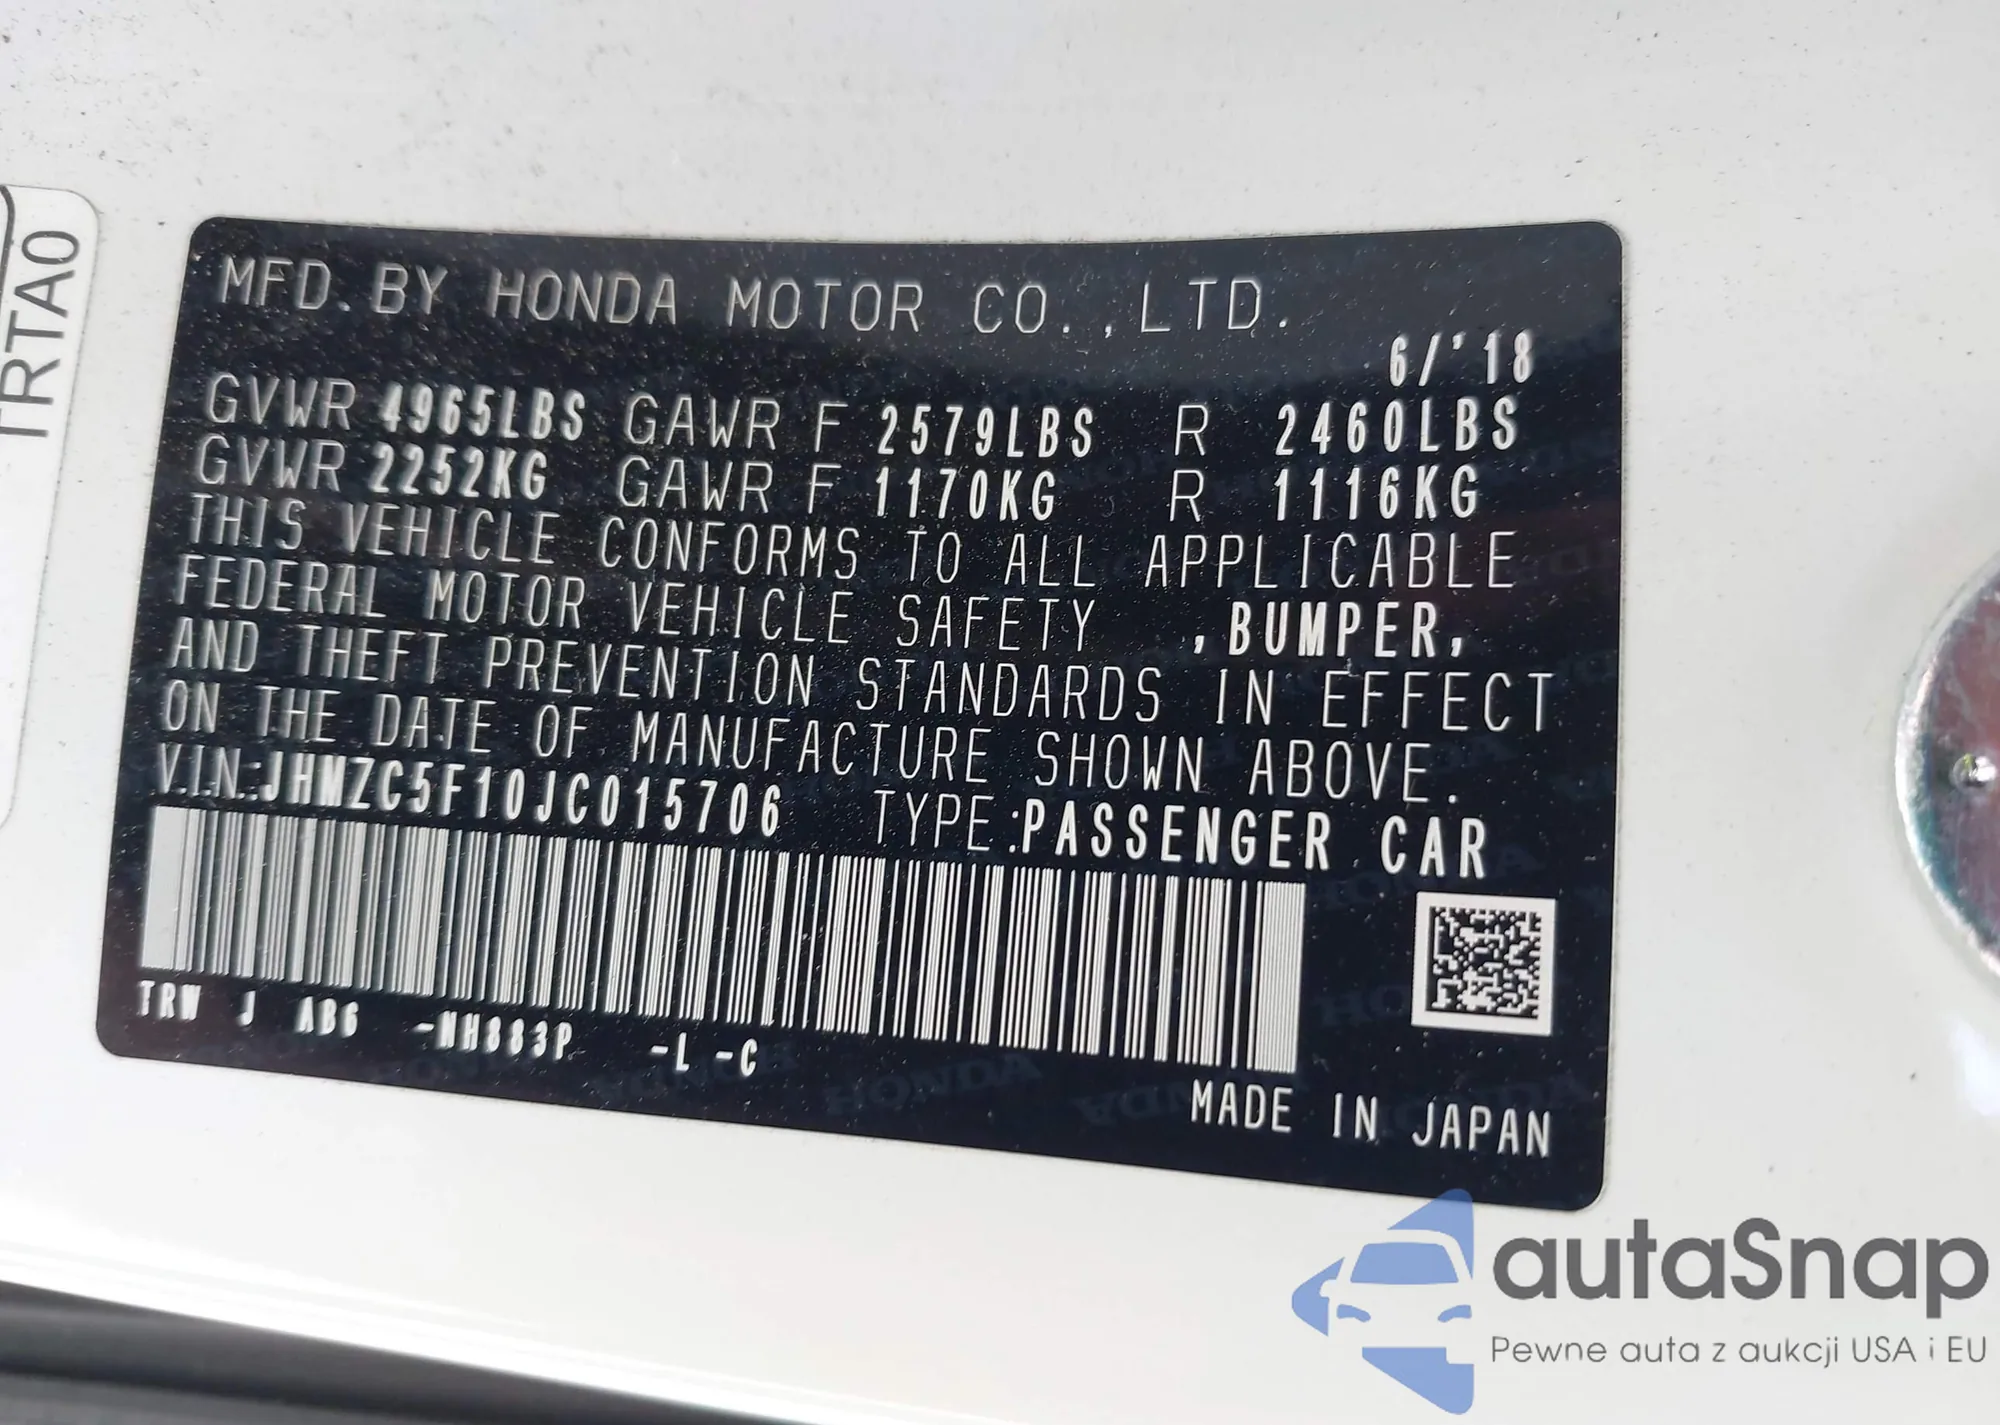 TRTA0
MFD. BY HONDA MOTOR CO.,LTD.
6/'18
GVWR 4965LBS GAWR F 2579LBS R 2460LBS
GVWR 2252KG GAWR F 1170KG R 1116KG
THIS VEHICLE CONFORMS TO ALL APPLICABLE
FEDERAL MOTOR VEHICLE SAFETY ,BUMPER,
AND THEFT PREVENTION STANDARDS IN EFFECT
ON THE DATE OF MANUFACTURE SHOWN ABOVE.
V.I.N.:JHMZC5F10JC015706 TYPE:PASSENGER CAR
TRW J AB6 -NH883P -L -C
MADE IN JAPAN
autaSnap
Pewne auta z aukcji USA i EU